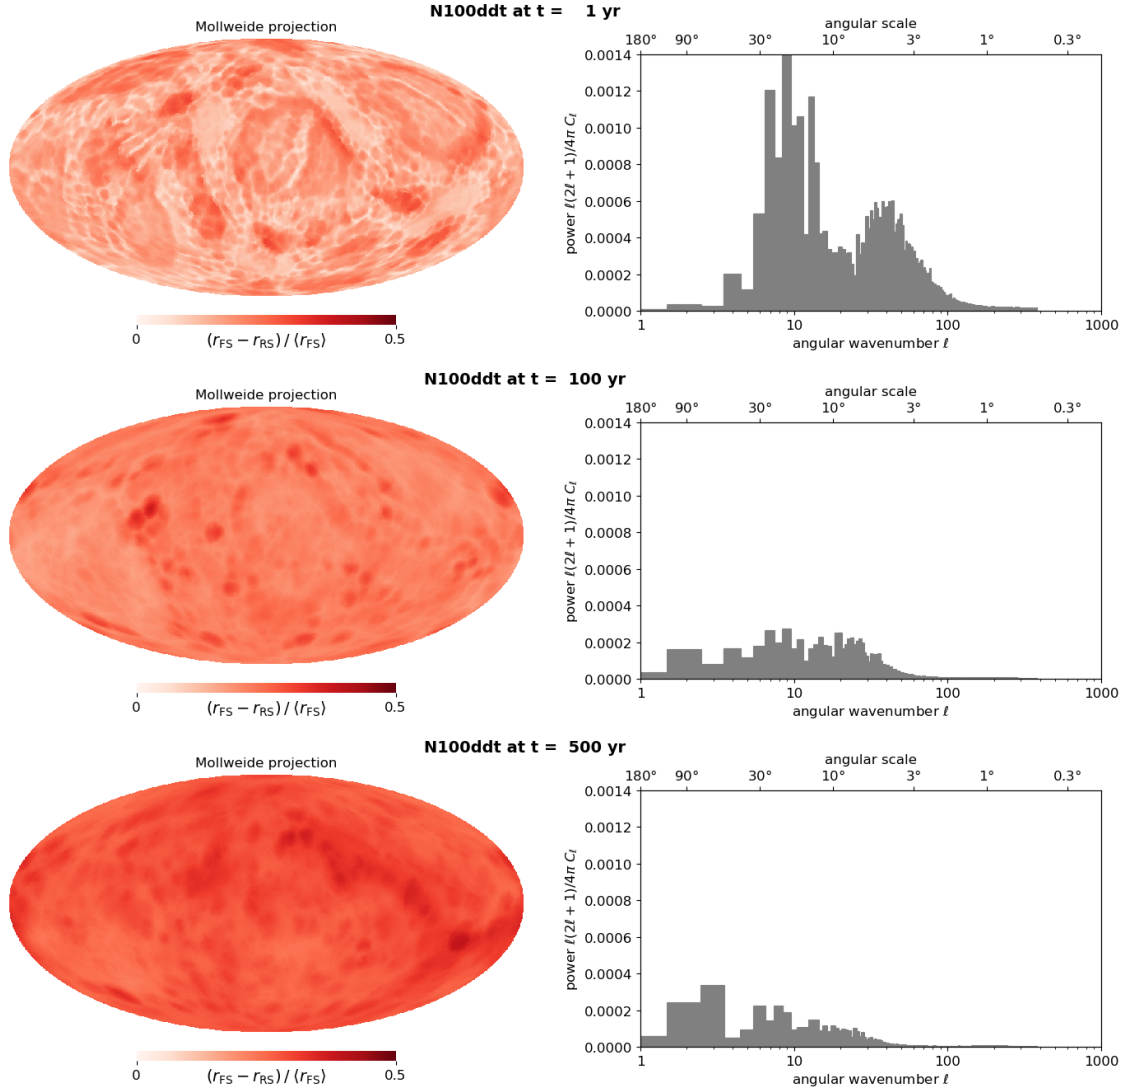 N100ddt at t =    1 yr
Mollweide projection
0
0.5
(r_FS − r_RS) / ⟨r_FS⟩
angular scale
180° 90° 30° 10° 3° 1° 0.3°
0.0014
0.0012
0.0010
0.0008
0.0006
0.0004
0.0002
0.0000
power ℓ(2ℓ + 1)/4π C_ℓ
1 10 100 1000
angular wavenumber ℓ
N100ddt at t =  100 yr
Mollweide projection
0
0.5
(r_FS − r_RS) / ⟨r_FS⟩
angular scale
180° 90° 30° 10° 3° 1° 0.3°
0.0014
0.0012
0.0010
0.0008
0.0006
0.0004
0.0002
0.0000
power ℓ(2ℓ + 1)/4π C_ℓ
1 10 100 1000
angular wavenumber ℓ
N100ddt at t =  500 yr
Mollweide projection
0
0.5
(r_FS − r_RS) / ⟨r_FS⟩
angular scale
180° 90° 30° 10° 3° 1° 0.3°
0.0014
0.0012
0.0010
0.0008
0.0006
0.0004
0.0002
0.0000
power ℓ(2ℓ + 1)/4π C_ℓ
1 10 100 1000
angular wavenumber ℓ